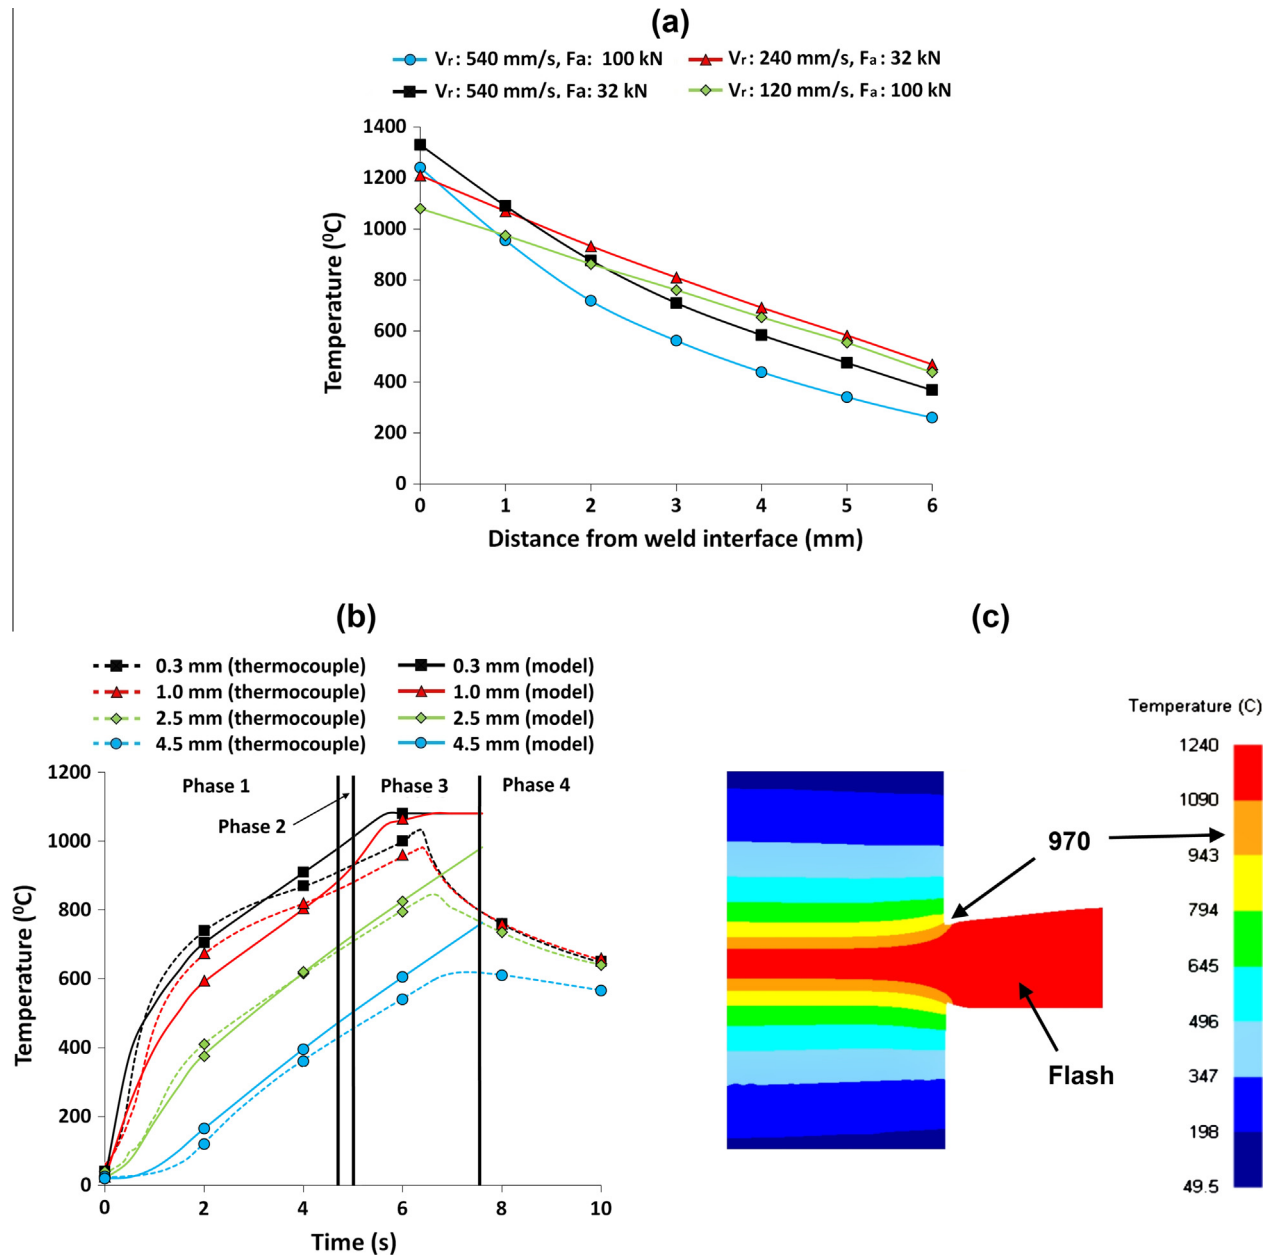 (a)
Vr: 540 mm/s, Fa: 100 kN
Vr: 240 mm/s, Fa: 32 kN
Vr: 540 mm/s, Fa: 32 kN
Vr: 120 mm/s, Fa: 100 kN
1400
1200
1000
800
600
400
200
0
Temperature (⁰C)
0 1 2 3 4 5 6
Distance from weld interface (mm)
(b)
0.3 mm (thermocouple)
0.3 mm (model)
1.0 mm (thermocouple)
1.0 mm (model)
2.5 mm (thermocouple)
2.5 mm (model)
4.5 mm (thermocouple)
4.5 mm (model)
1200
1000
800
600
400
200
0
Temperature (⁰C)
Phase 1
Phase 2
Phase 3
Phase 4
0 2 4 6 8 10
Time (s)
(c)
Temperature (C)
1240
1090
943
794
645
496
347
198
49.5
970
Flash